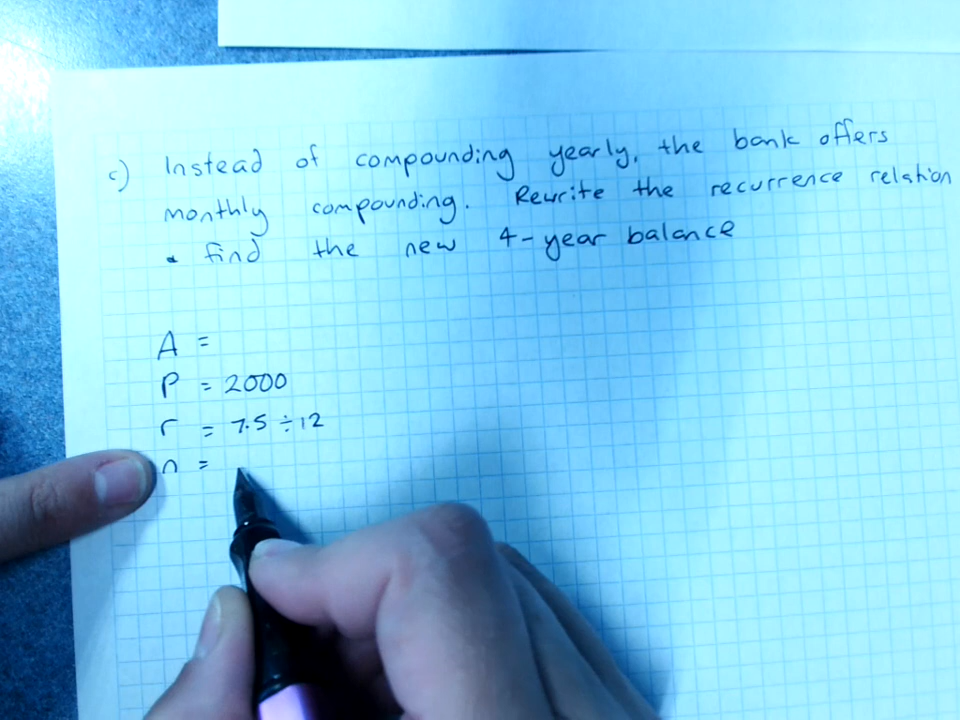 c) Instead of compounding yearly, the bank offers
monthly compounding. Rewrite the recurrence relation
find the new 4-year balance
A =
P = 2000
r = 7.5 ÷ 12
n =